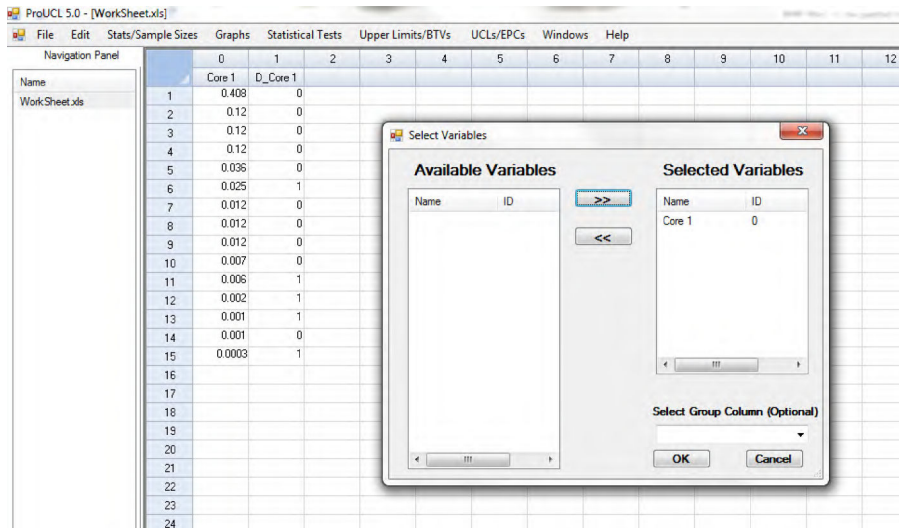 ProUCL 5.0 - [WorkSheet.xls]
File Edit Stats/Sample Sizes Graphs Statistical Tests Upper Limits/BTVs UCLs/EPCs Windows Help
Navigation Panel
Name
WorkSheet.xls
0 1 2 3 4 5 6 7 8 9 10 11 12
Core 1 D_Core 1
1 0.408 0
2 0.12 0
3 0.12 0
4 0.12 0
5 0.036 0
6 0.025 1
7 0.012 0
8 0.012 0
9 0.012 0
10 0.007 0
11 0.006 1
12 0.002 1
13 0.001 1
14 0.001 0
15 0.0003 1
16
17
18
19
20
21
22
23
24
Select Variables
Available Variables
Name ID
>>
<<
Selected Variables
Name ID
Core 1 0
Select Group Column (Optional)
OK Cancel